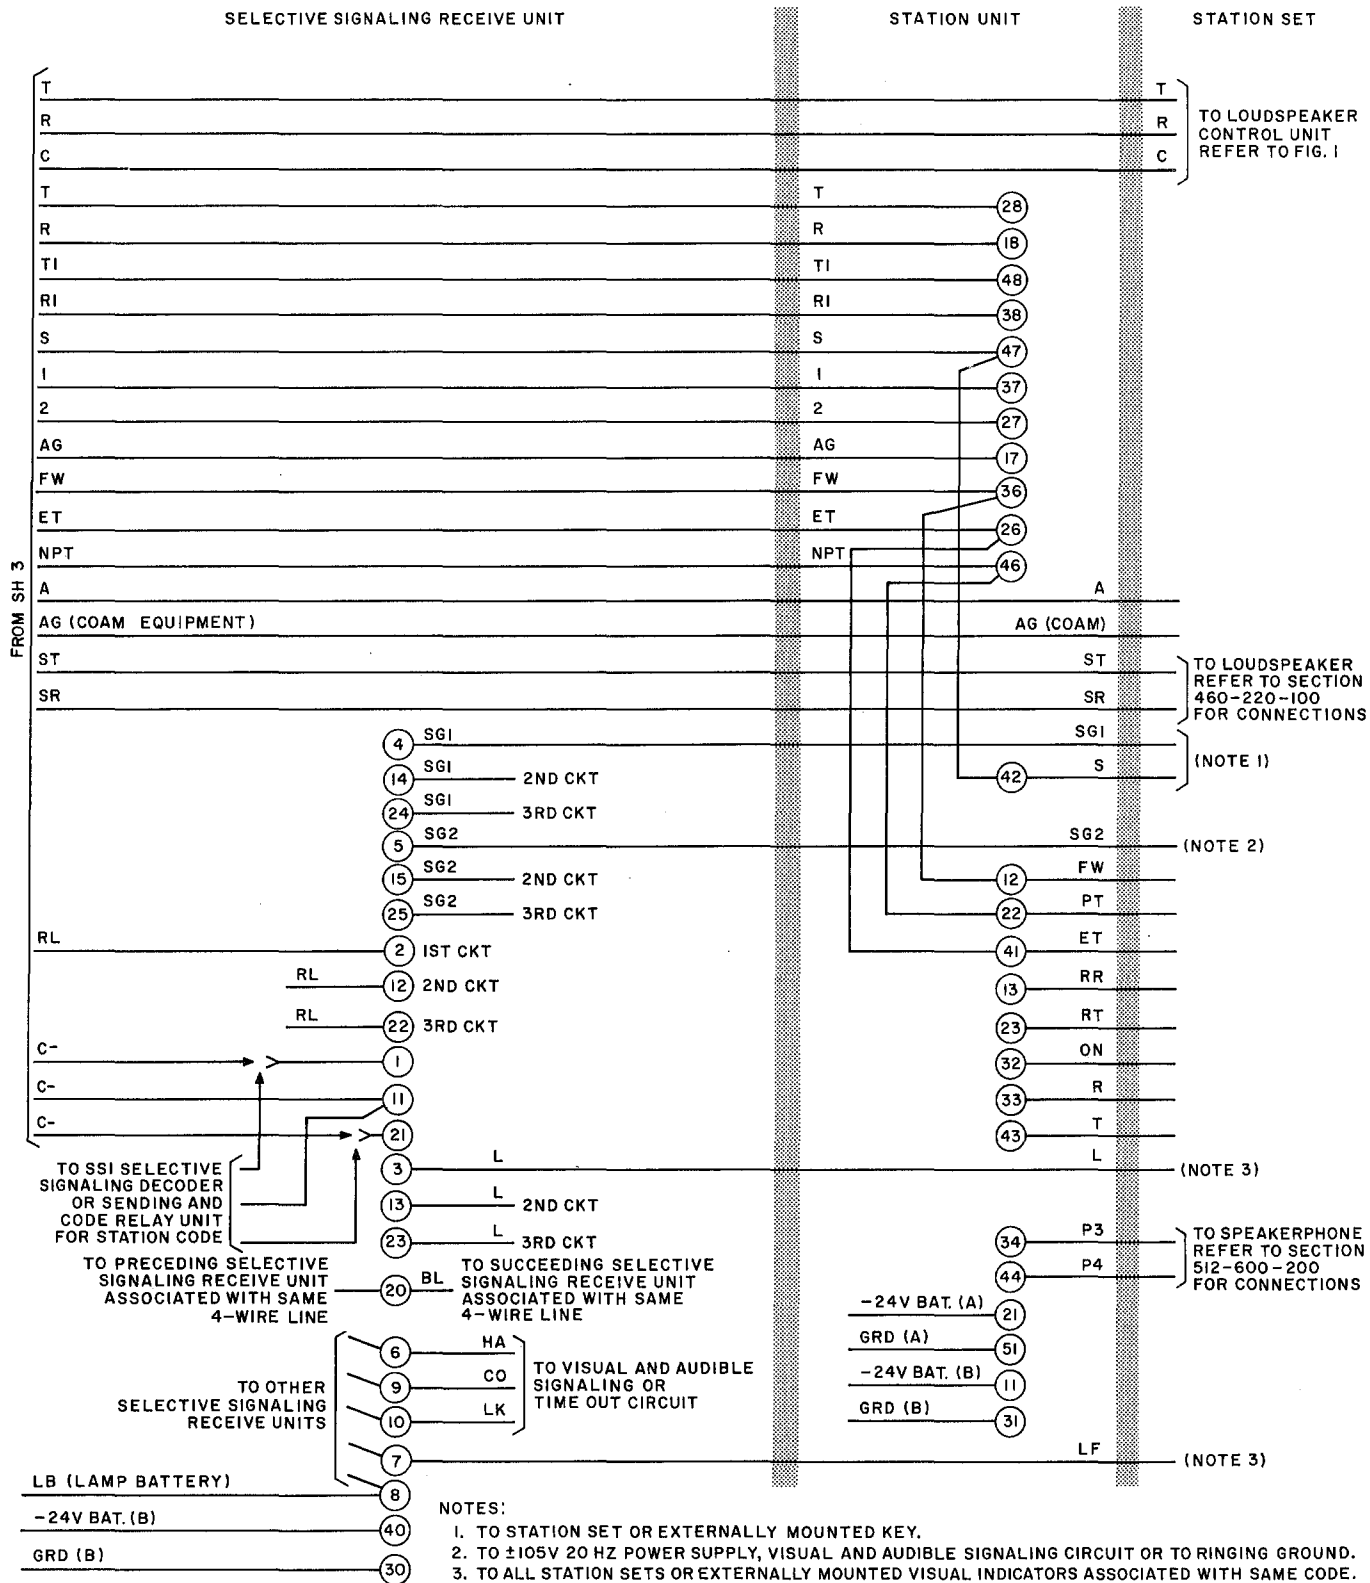 SELECTIVE SIGNALING RECEIVE UNIT
STATION UNIT
STATION SET
FROM SH 3
T
T
R
R
C
C
TO LOUDSPEAKER
CONTROL UNIT
REFER TO FIG. 1
T
T
28
R
R
18
T1
T1
48
R1
R1
38
S
S
47
1
1
37
2
2
27
AG
AG
17
FW
FW
36
ET
ET
26
NPT
NPT
46
A
A
AG (COAM EQUIPMENT)
AG (COAM)
ST
ST
SR
SR
TO LOUDSPEAKER
REFER TO SECTION
460-220-100
FOR CONNECTIONS
4
SG1
SG1
14
SG1
2ND CKT
42
S
(NOTE 1)
24
SG1
3RD CKT
5
SG2
SG2
(NOTE 2)
15
SG2
2ND CKT
12
FW
25
SG2
3RD CKT
22
PT
RL
2
1ST CKT
41
ET
RL
12
2ND CKT
13
RR
RL
22
3RD CKT
23
RT
C-
1
32
ON
C-
11
33
R
C-
21
43
T
TO SS1 SELECTIVE
SIGNALING DECODER
OR SENDING AND
CODE RELAY UNIT
FOR STATION CODE
3
L
L
(NOTE 3)
13
L
2ND CKT
23
L
3RD CKT
34
P3
44
P4
TO SPEAKERPHONE
REFER TO SECTION
512-600-200
FOR CONNECTIONS
TO PRECEDING SELECTIVE
SIGNALING RECEIVE UNIT
ASSOCIATED WITH SAME
4-WIRE LINE
20
BL
TO SUCCEEDING SELECTIVE
SIGNALING RECEIVE UNIT
ASSOCIATED WITH SAME
4-WIRE LINE
-24V BAT. (A)
21
GRD (A)
51
-24V BAT. (B)
11
GRD (B)
31
TO OTHER
SELECTIVE SIGNALING
RECEIVE UNITS
6
HA
9
CO
10
LK
TO VISUAL AND AUDIBLE
SIGNALING OR
TIME OUT CIRCUIT
7
LF
(NOTE 3)
LB (LAMP BATTERY)
8
-24V BAT. (B)
40
GRD (B)
30
NOTES:
1. TO STATION SET OR EXTERNALLY MOUNTED KEY.
2. TO ±105V 20 HZ POWER SUPPLY, VISUAL AND AUDIBLE SIGNALING CIRCUIT OR TO RINGING GROUND.
3. TO ALL STATION SETS OR EXTERNALLY MOUNTED VISUAL INDICATORS ASSOCIATED WITH SAME CODE.